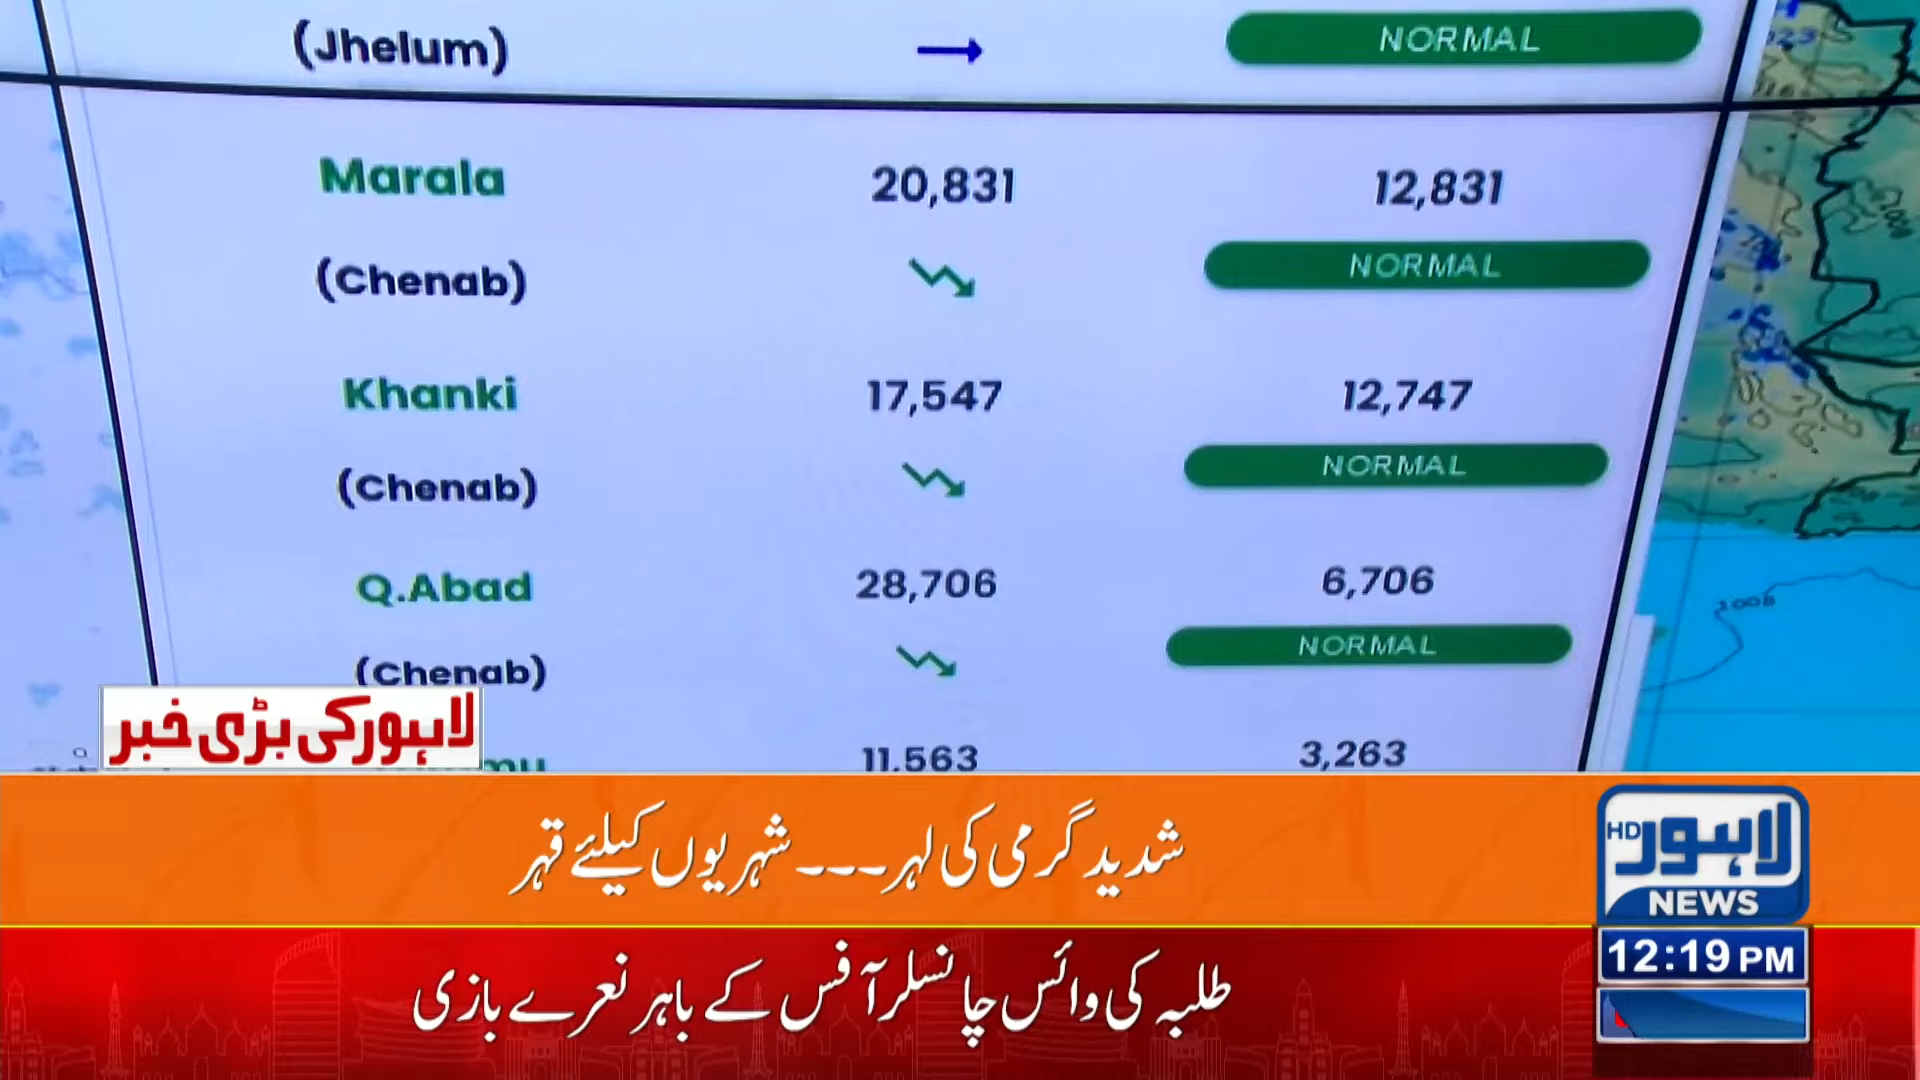 (Jhelum) → NORMAL
Marala 20,831 12,831
(Chenab) NORMAL
Khanki 17,547 12,747
(Chenab) NORMAL
Q.Abad 28,706 6,706
(Chenab) NORMAL
11,563 3,263
1008
لاہور کی بڑی خبر
شدید گرمی کی لہر۔۔۔ شہریوں کیلئے قہر
لاہور HD
NEWS
12:19 PM
طلبہ کی وائس چانسلر آفس کے باہر نعرے بازی